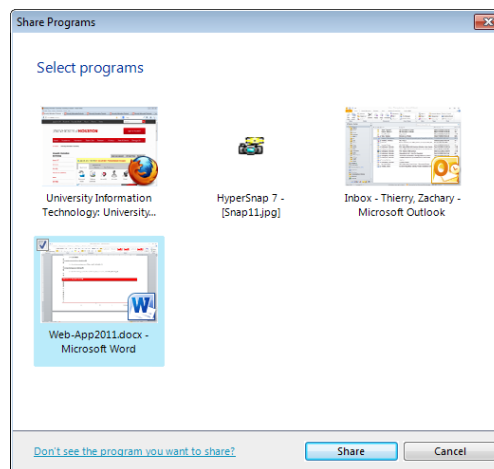 Share Programs
Select programs
University Information
Technology: University...
HyperSnap 7 -
[Snap11.jpg]
Inbox - Thierry, Zachary -
Microsoft Outlook
Web-App2011.docx -
Microsoft Word
Don't see the program you want to share?
Share
Cancel